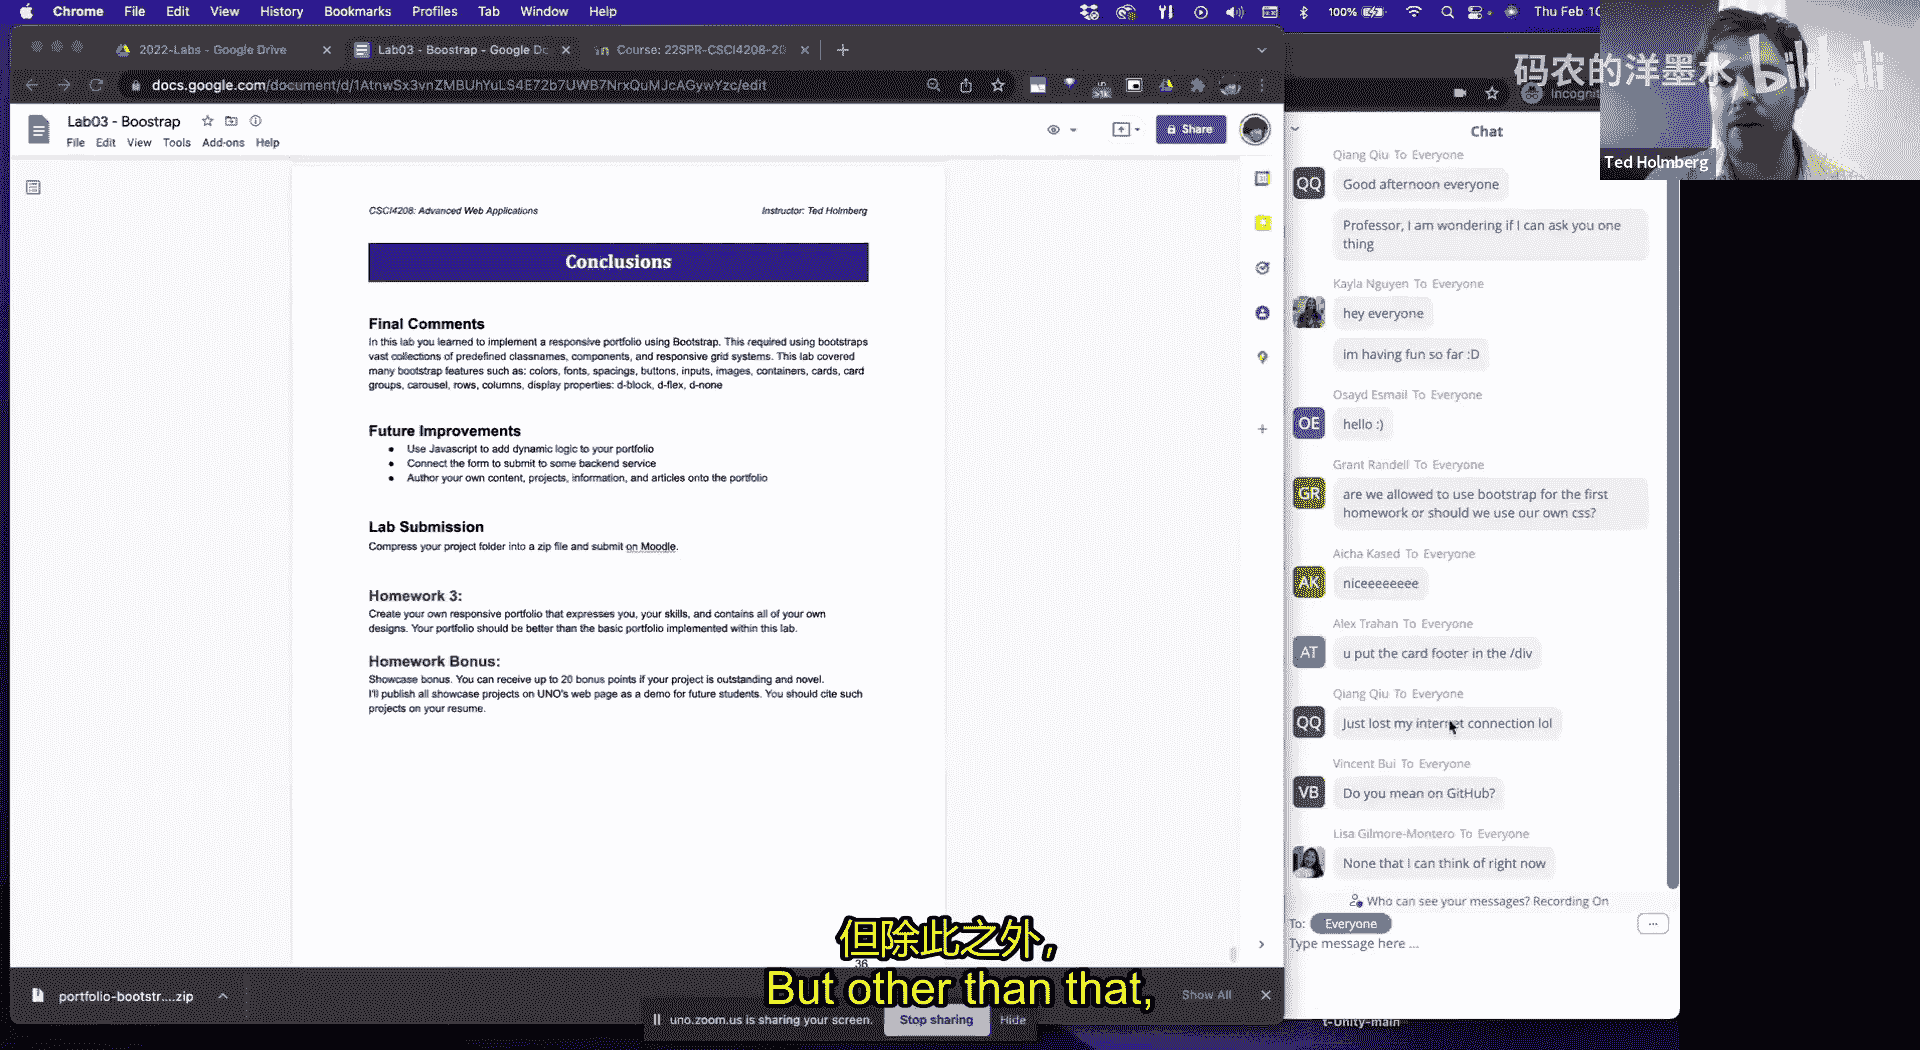 Chrome File Edit View History Bookmarks Profiles Tab Window Help
100%
Thu Feb 10
2022-Labs - Google Drive
Lab03 - Boostrap - Google Dc
Course: 22SPR-CSCI4208-20
docs.google.com/document/d/1AtnwSx3vnZMBUhYuLS4E72b7UWB7NrxQuMJcAGywYzc/edit
Incognit
码农的洋墨水 bilibili
Ted Holmberg
Lab03 - Boostrap
File Edit View Tools Add-ons Help
Share
CSCI4208: Advanced Web Applications
Instructor: Ted Holmberg
Conclusions
Final Comments
In this lab you learned to implement a responsive portfolio using Bootstrap. This required using bootstraps
vast collections of predefined classnames, components, and responsive grid systems. This lab covered
many bootstrap features such as: colors, fonts, spacings, buttons, inputs, images, containers, cards, card
groups, carousel, rows, columns, display properties: d-block, d-flex, d-none
Future Improvements
● Use Javascript to add dynamic logic to your portfolio
● Connect the form to submit to some backend service
● Author your own content, projects, information, and articles onto the portfolio
Lab Submission
Compress your project folder into a zip file and submit on Moodle.
Homework 3:
Create your own responsive portfolio that expresses you, your skills, and contains all of your own
designs. Your portfolio should be better than the basic portfolio implemented within this lab.
Homework Bonus:
Showcase bonus. You can receive up to 20 bonus points if your project is outstanding and novel.
I'll publish all showcase projects on UNO's web page as a demo for future students. You should cite such
projects on your resume.
36
Chat
Qiang Qiu To Everyone
QQ
Good afternoon everyone
Professor, I am wondering if I can ask you one
thing
Kayla Nguyen To Everyone
hey everyone
im having fun so far :D
Osayd Esmail To Everyone
OE
hello :)
Grant Randell To Everyone
GR
are we allowed to use bootstrap for the first
homework or should we use our own css?
Aicha Kased To Everyone
AK
niceeeeeeee
Alex Trahan To Everyone
AT
u put the card footer in the /div
Qiang Qiu To Everyone
QQ
Just lost my internet connection lol
Vincent Bui To Everyone
VB
Do you mean on GitHub?
Lisa Gilmore-Montero To Everyone
None that I can think of right now
Who can see your messages? Recording On
To: Everyone
Type message here ...
但除此之外,
But other than that,
portfolio-bootstr....zip
Show All
uno.zoom.us is sharing your screen.
Stop sharing
Hide
t-Unity-main